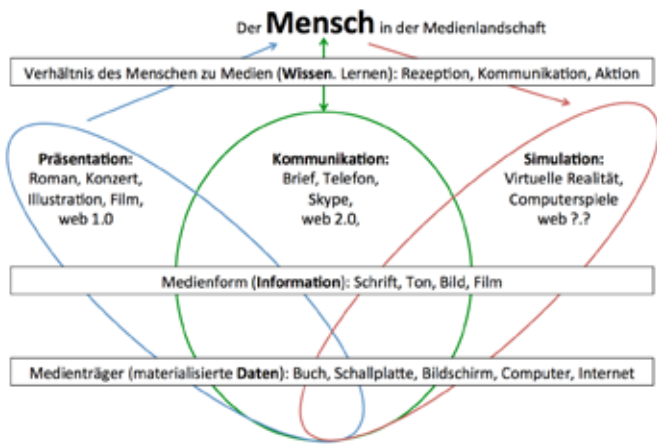 Der Mensch in der Medienlandschaft
Verhältnis des Menschen zu Medien (Wissen. Lernen): Rezeption, Kommunikation, Aktion
Präsentation:
Roman, Konzert,
Illustration, Film,
web 1.0
Kommunikation:
Brief, Telefon,
Skype,
web 2.0,
Simulation:
Virtuelle Realität,
Computerspiele
web ?.?
Medienform (Information): Schrift, Ton, Bild, Film
Medienträger (materialisierte Daten): Buch, Schallplatte, Bildschirm, Computer, Internet